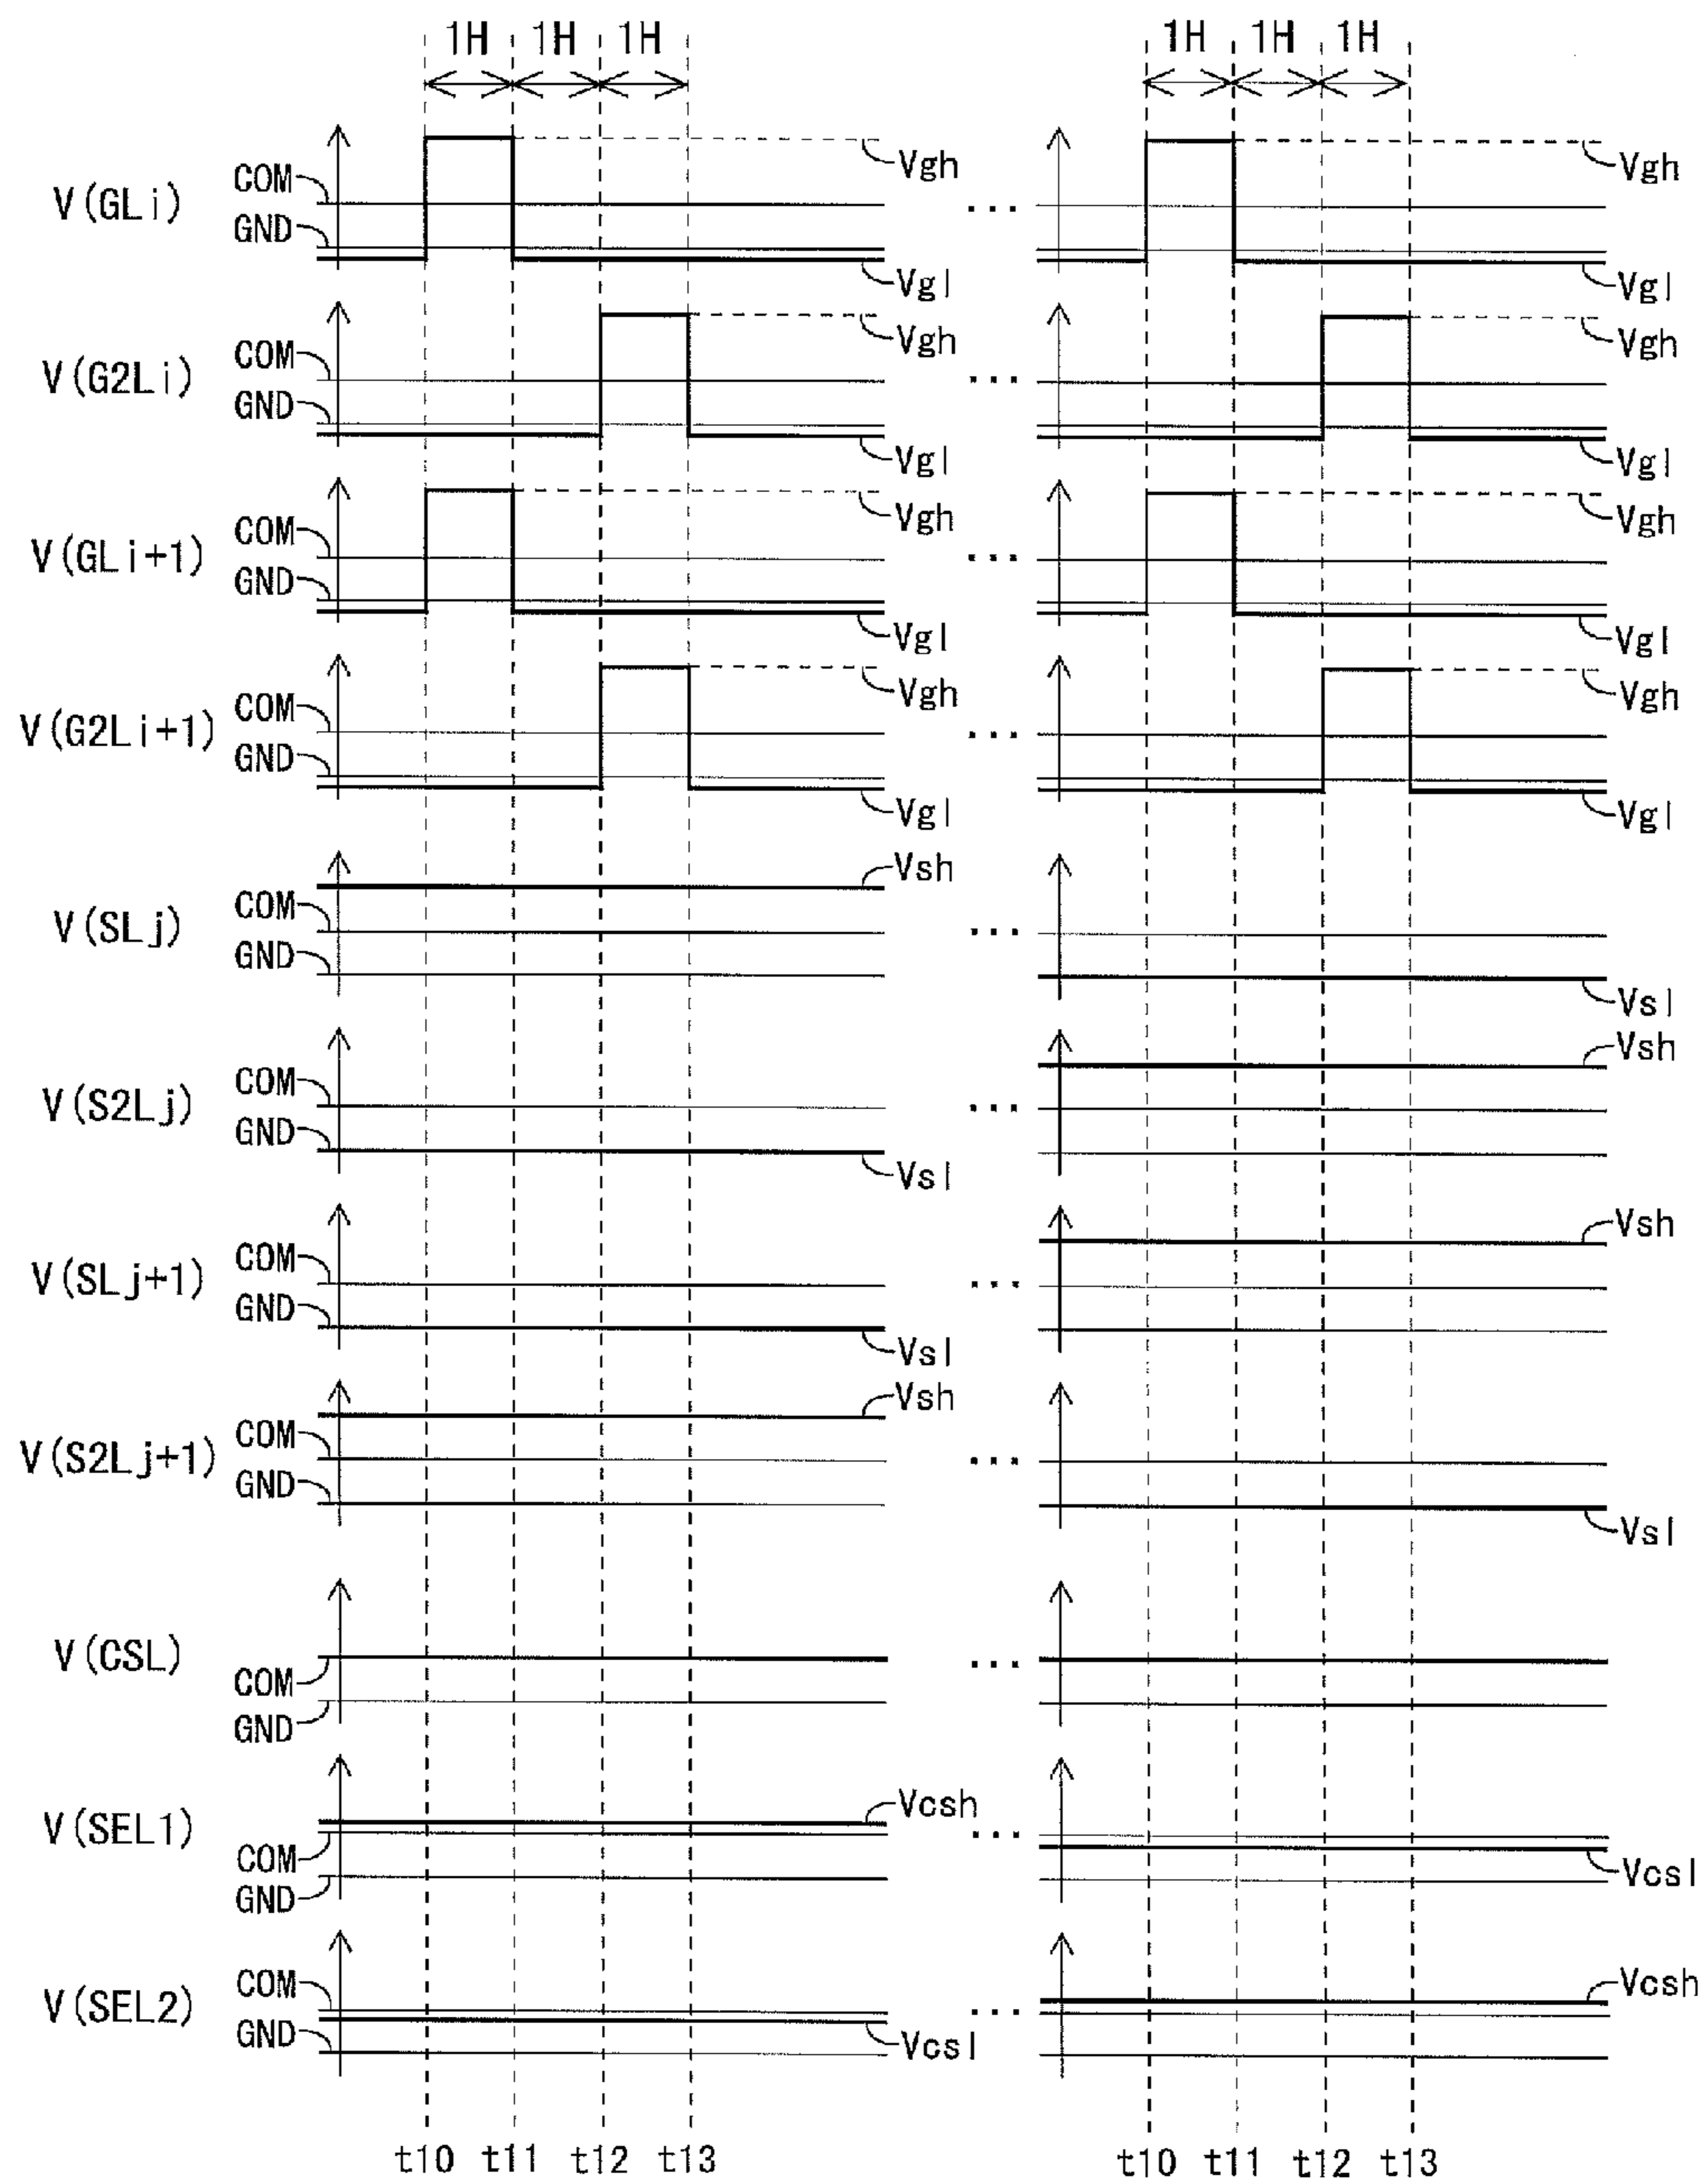 1H 1H 1H 1H 1H 1H
V(GLi) COM GND Vgh Vgl ... Vgh Vgl
V(G2Li) COM GND Vgh Vgl ... Vgh Vgl
V(GLi+1) COM GND Vgh Vgl ... Vgh Vgl
V(G2Li+1) COM GND Vgh Vgl ... Vgh Vgl
V(SLj) COM GND Vsh ... Vsl
V(S2Lj) COM GND Vsl ... Vsh
V(SLj+1) COM GND Vsl ... Vsh
V(S2Lj+1) COM GND Vsh ... Vsl
V(CSL) COM GND ...
V(SEL1) COM GND Vcsh ... Vcsl
V(SEL2) COM GND Vcsl ... Vcsh
t10 t11 t12 t13 t10 t11 t12 t13